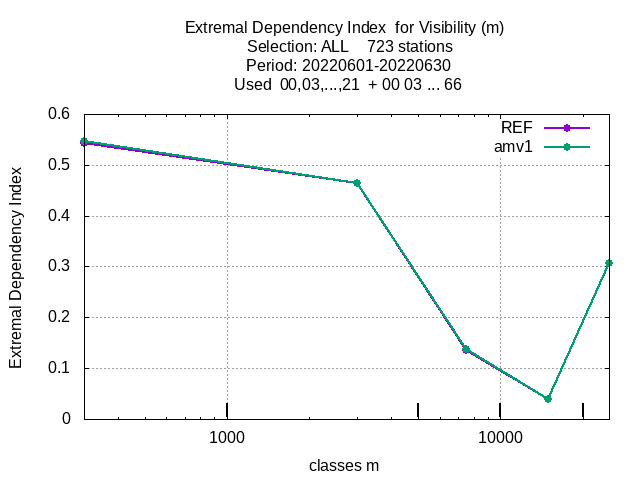 Extremal Dependency Index  for Visibility (m)
Selection: ALL    723 stations
Period: 20220601-20220630
Used  00,03,...,21  + 00 03 ... 66
REF
amv1
0.6
0.5
0.4
0.3
0.2
0.1
0
Extremal Dependency Index
1000
10000
classes m